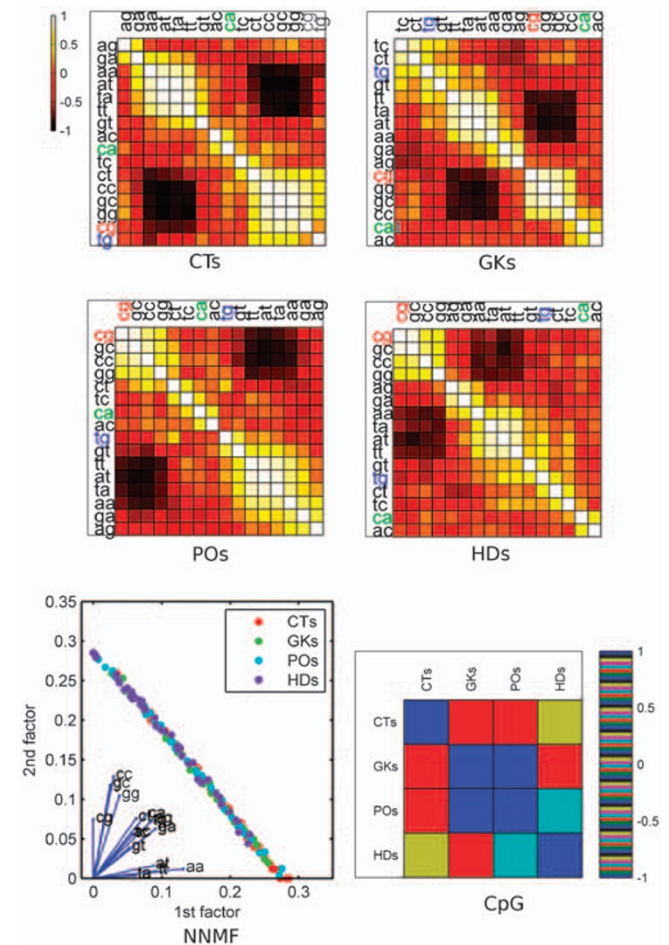 ag ga aa at ta tt gt ac ca tc ct cc gc gg cg tg
1
0.5
0
-0.5
-1
ag
ga
aa
at
ta
tt
gt
ac
ca
tc
ct
cc
gc
gg
cg
tg
CTs
tc ct tg gt tt ta at aa ga ag cg gg gc cc ca ac
tc
ct
tg
gt
tt
ta
at
aa
ga
ag
cg
gg
gc
cc
ca
ac
GKs
cg gc cc gg ct tc ca ac tg gt tt at ta aa ga ag
cg
gc
cc
gg
ct
tc
ca
ac
tg
gt
tt
at
ta
aa
ga
ag
POs
cg gc cc gg ag ga aa ta at tt gt tg ct tc ca ac
cg
gc
cc
gg
ag
ga
aa
ta
at
tt
gt
tg
ct
tc
ca
ac
HDs
0.35
0.3
0.25
0.2
0.15
0.1
0.05
0
2nd factor
CTs
GKs
POs
HDs
cc
gc
gg
cg
ca
ga
ac
gt
at
tt
ta
aa
0 0.1 0.2 0.3
1st factor
NNMF
CTs GKs POs HDs
CTs
GKs
POs
HDs
1
0.5
0
-0.5
-1
CpG